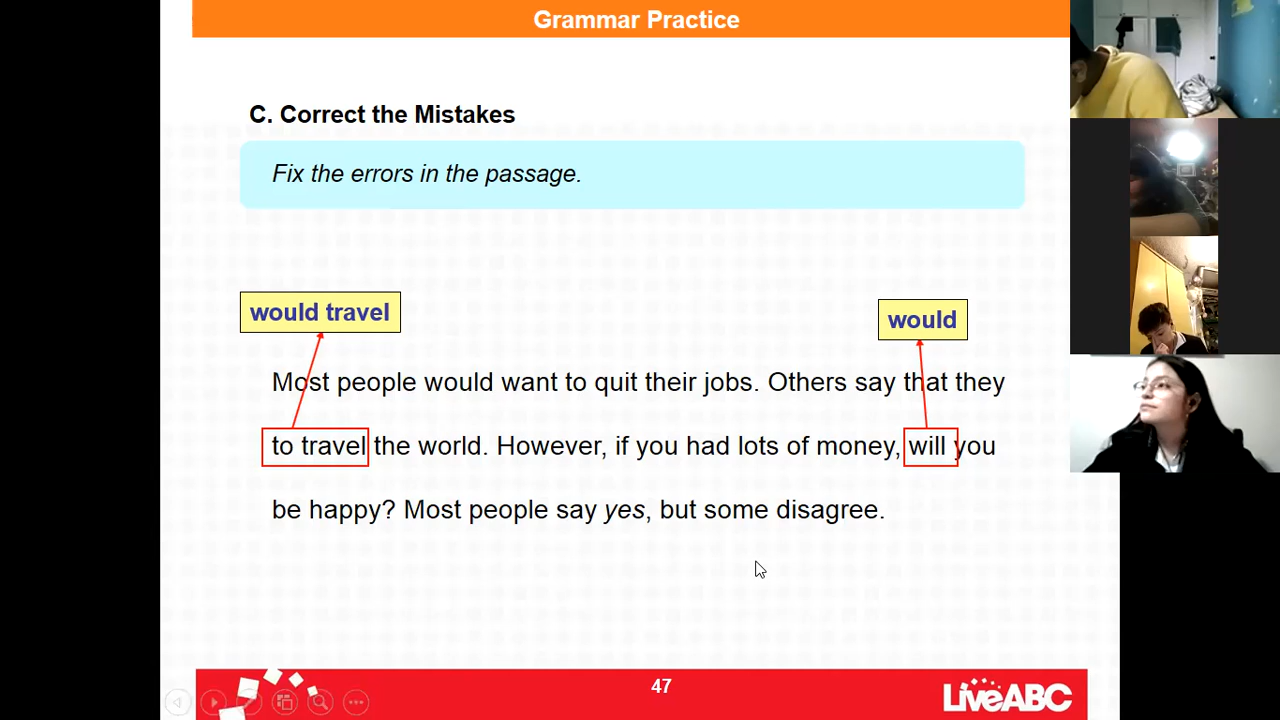 Grammar Practice
C. Correct the Mistakes
Fix the errors in the passage.
would travel
would
Most people would want to quit their jobs. Others say that they
to travel the world. However, if you had lots of money, will you
be happy? Most people say yes, but some disagree.
47
LiveABC